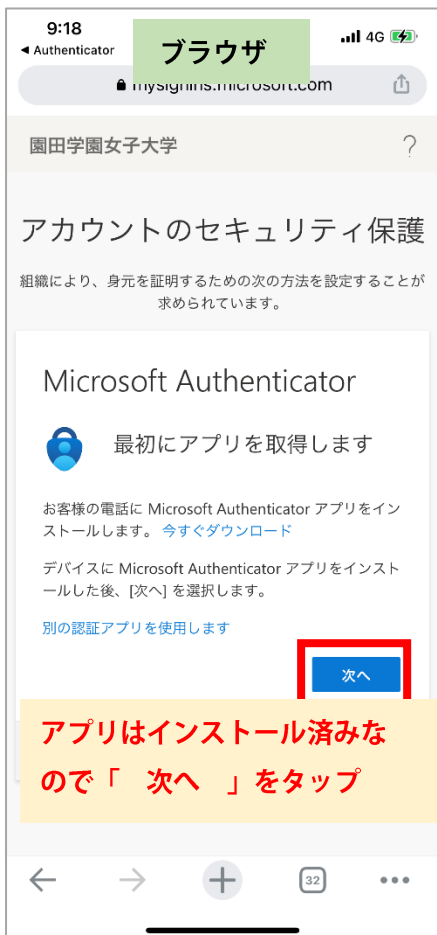 9:18
4G
◀ Authenticator
ブラウザ
mysignins.microsoft.com
園田学園女子大学
?
アカウントのセキュリティ保護
組織により、身元を証明するための次の方法を設定することが
求められています。
Microsoft Authenticator
最初にアプリを取得します
お客様の電話に Microsoft Authenticator アプリをイン
ストールします。 今すぐダウンロード
デバイスに Microsoft Authenticator アプリをインスト
ールした後、[次へ] を選択します。
別の認証アプリを使用します
次へ
アプリはインストール済みな
ので「　次へ　」をタップ
32